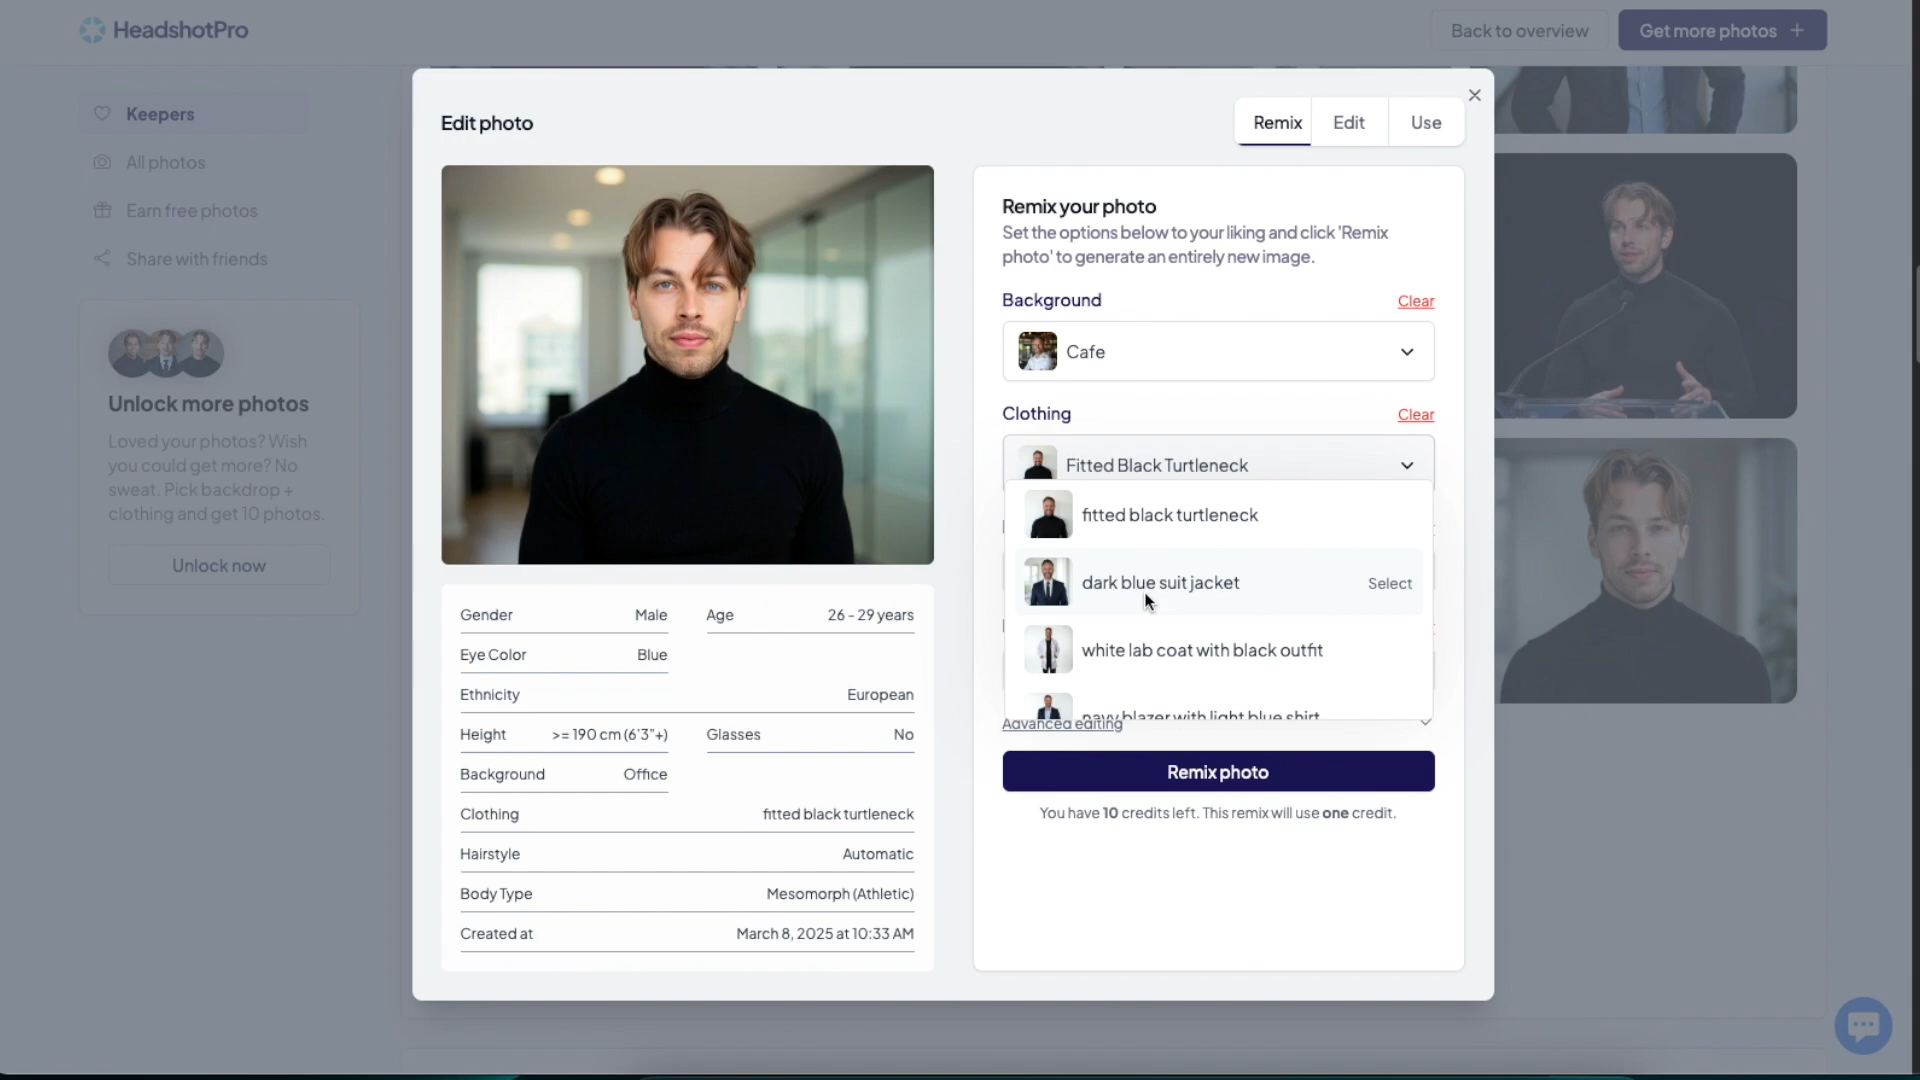 HeadshotPro
Back to overview
Get more photos
Keepers
All photos
Earn free photos
Share with friends
Unlock more photos
Loved your photos? Wish
you could get more? No
sweat. Pick backdrop +
clothing and get 10 photos.
Unlock now
Edit photo
Remix
Edit
Use
Gender Male
Age 26 - 29 years
Eye Color Blue
Ethnicity European
Height >= 190 cm (6'3"+)
Glasses No
Background Office
Clothing fitted black turtleneck
Hairstyle Automatic
Body Type Mesomorph (Athletic)
Created at March 8, 2025 at 10:33 AM
Remix your photo
Set the options below to your liking and click 'Remix
photo' to generate an entirely new image.
Background Clear
Cafe
Clothing Clear
Fitted Black Turtleneck
fitted black turtleneck
dark blue suit jacket Select
white lab coat with black outfit
navy blazer with light blue shirt
Advanced editing
Remix photo
You have 10 credits left. This remix will use one credit.